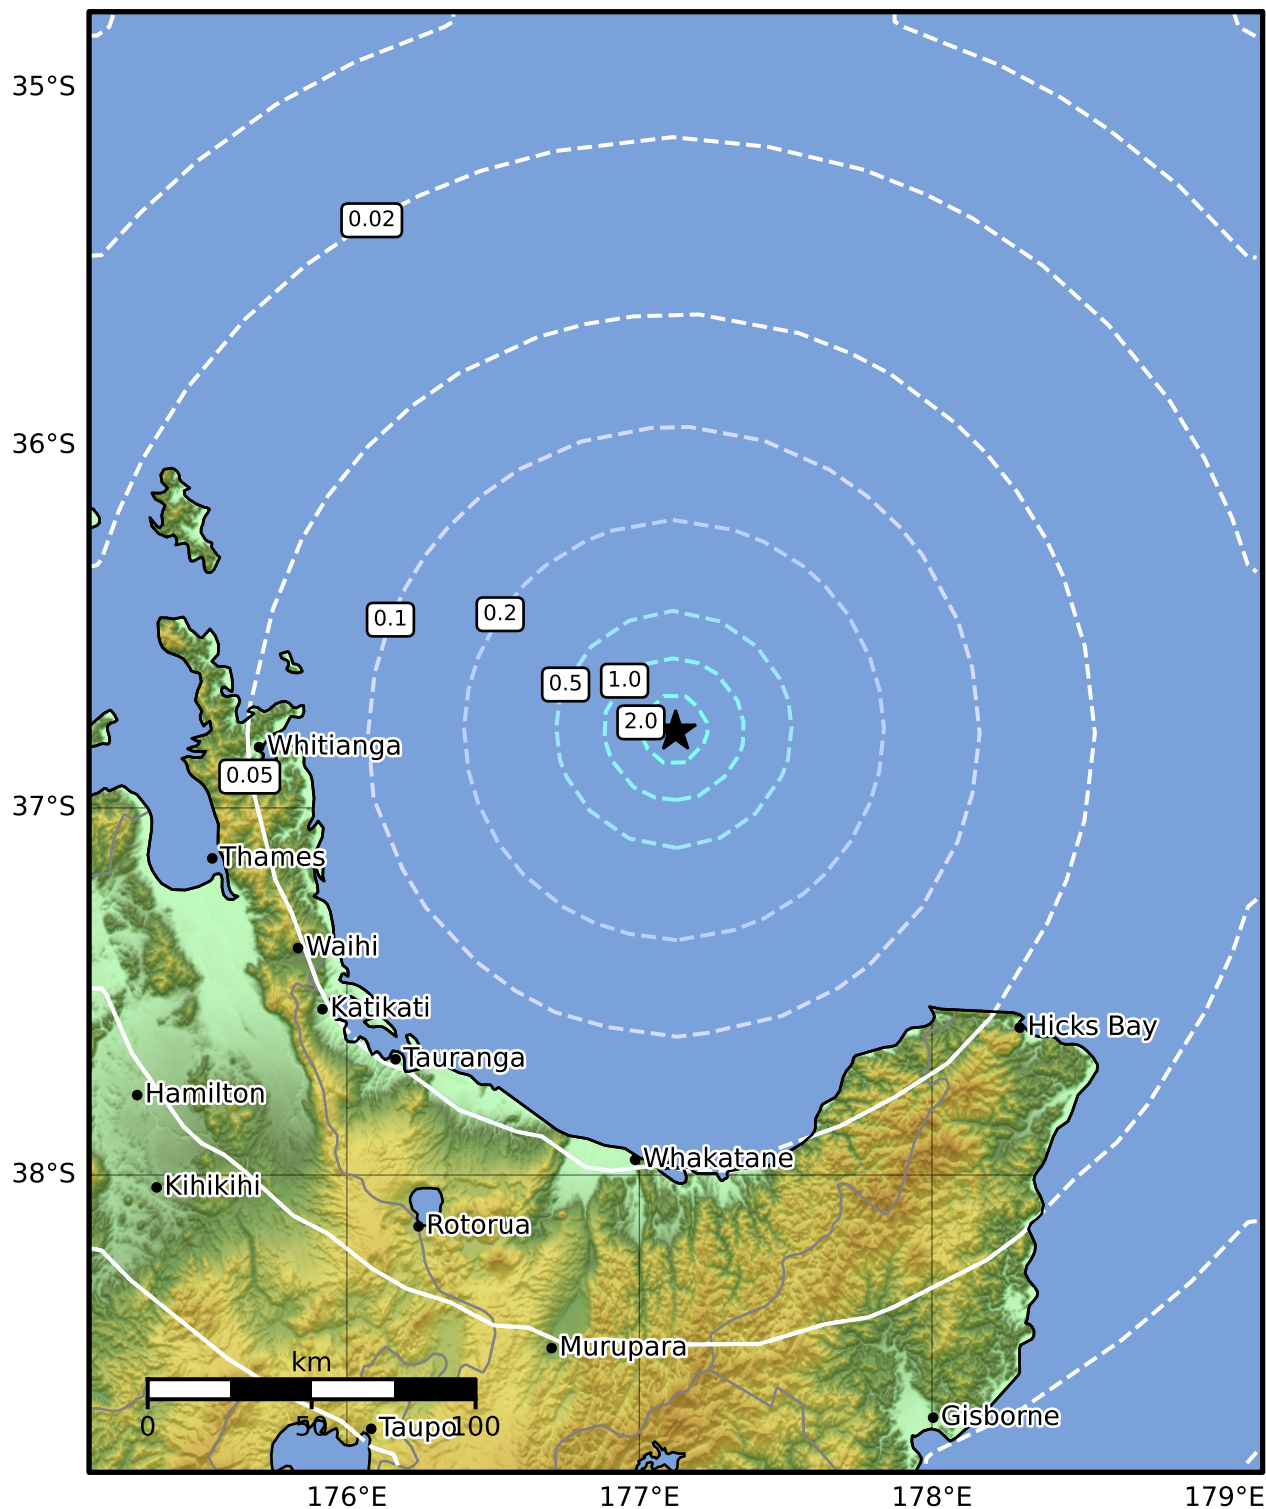 35°S
0.02
36°S
0.1
0.2
0.5
1.0
2.0
Whitianga
0.05
37°S
Thames
Waihi
Katikati
Hicks Bay
Tauranga
Hamilton
Whakatane
38°S
Kihikihi
Rotorua
Murupara
km
0
50
100
Taupo
Gisborne
176°E
177°E
178°E
179°E